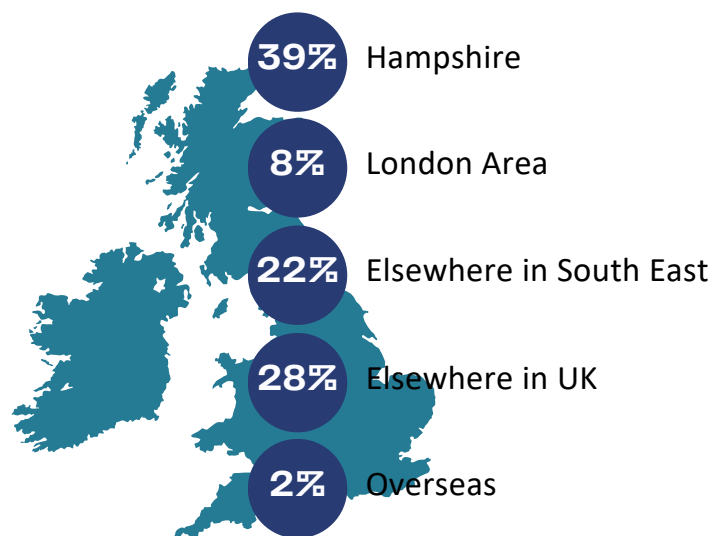 39% Hampshire
8% London Area
22% Elsewhere in South East
28% Elsewhere in UK
2% Overseas